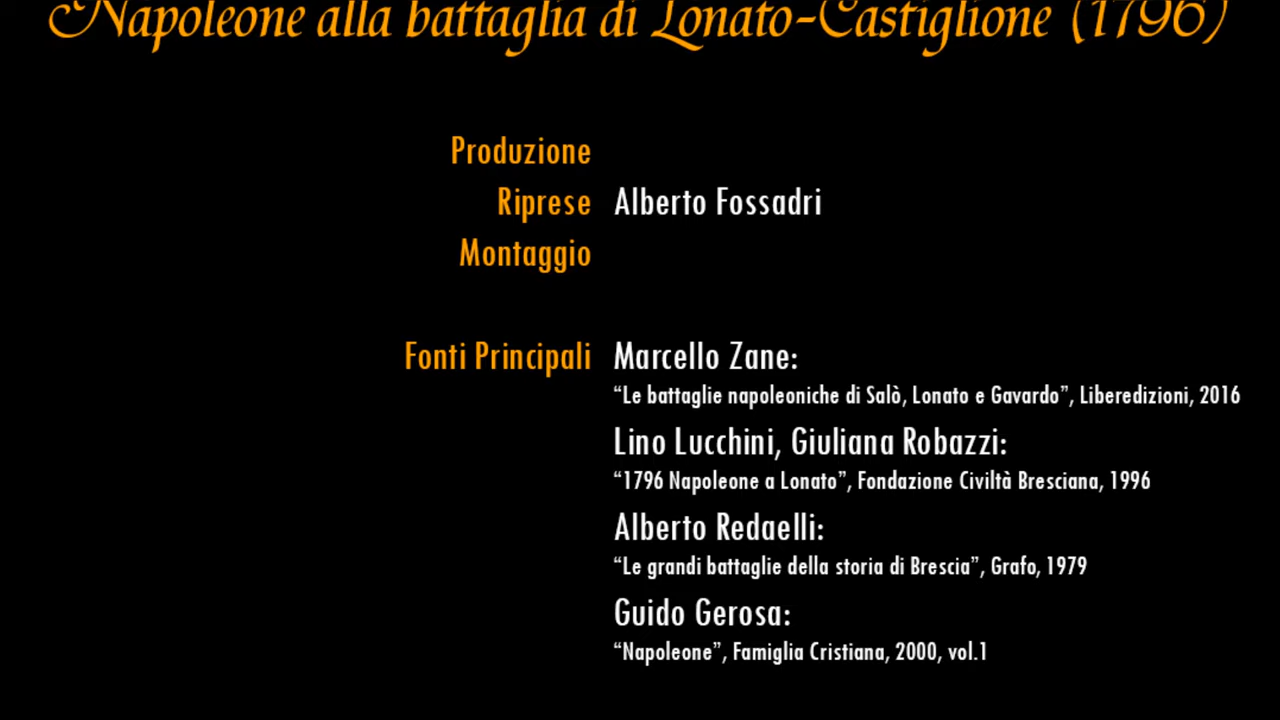 Napoleone alla battaglia di Lonato-Castiglione (1796)
Produzione
Riprese Alberto Fossadri
Montaggio
Fonti Principali Marcello Zane:
“Le battaglie napoleoniche di Salò, Lonato e Gavardo”, Liberedizioni, 2016
Lino Lucchini, Giuliana Robazzi:
“1796 Napoleone a Lonato”, Fondazione Civiltà Bresciana, 1996
Alberto Redaelli:
“Le grandi battaglie della storia di Brescia”, Grafo, 1979
Guido Gerosa:
“Napoleone”, Famiglia Cristiana, 2000, vol.1